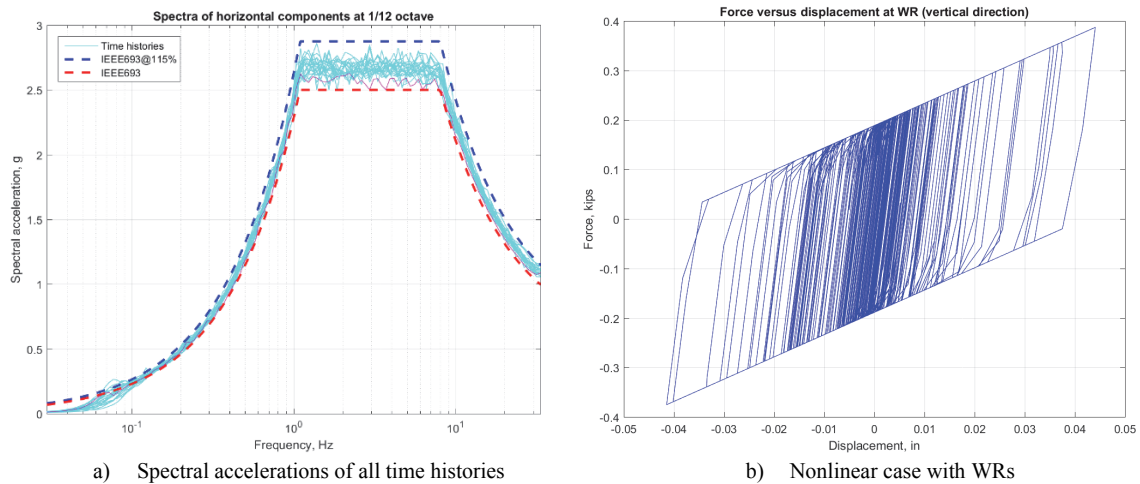 Spectra of horizontal components at 1/12 octave
Time histories
IEEE693@115%
IEEE693
3
2.5
2
1.5
1
0.5
0
Spectral acceleration, g
10⁻¹
10⁰
10¹
Frequency, Hz
a) Spectral accelerations of all time histories
Force versus displacement at WR (vertical direction)
0.4
0.3
0.2
0.1
0
-0.1
-0.2
-0.3
-0.4
Force, kips
-0.05 -0.04 -0.03 -0.02 -0.01 0 0.01 0.02 0.03 0.04 0.05
Displacement, in
b) Nonlinear case with WRs